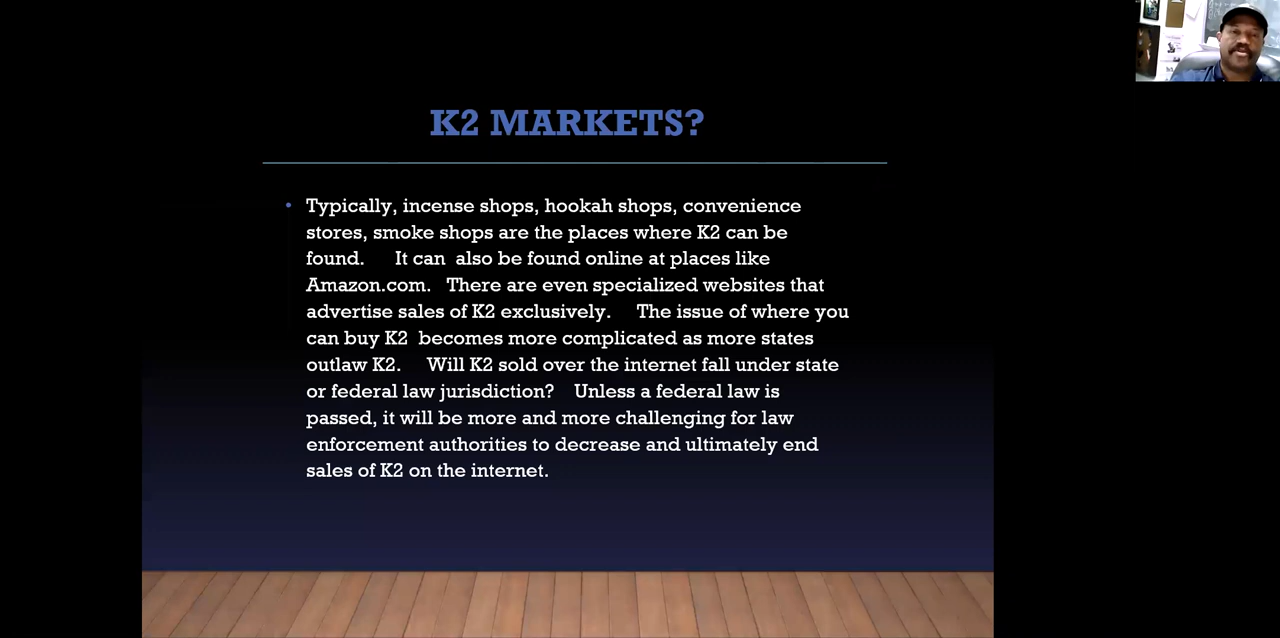 K2 MARKETS?
• Typically, incense shops, hookah shops, convenience
stores, smoke shops are the places where K2 can be
found. It can also be found online at places like
Amazon.com. There are even specialized websites that
advertise sales of K2 exclusively. The issue of where you
can buy K2 becomes more complicated as more states
outlaw K2. Will K2 sold over the internet fall under state
or federal law jurisdiction? Unless a federal law is
passed, it will be more and more challenging for law
enforcement authorities to decrease and ultimately end
sales of K2 on the internet.